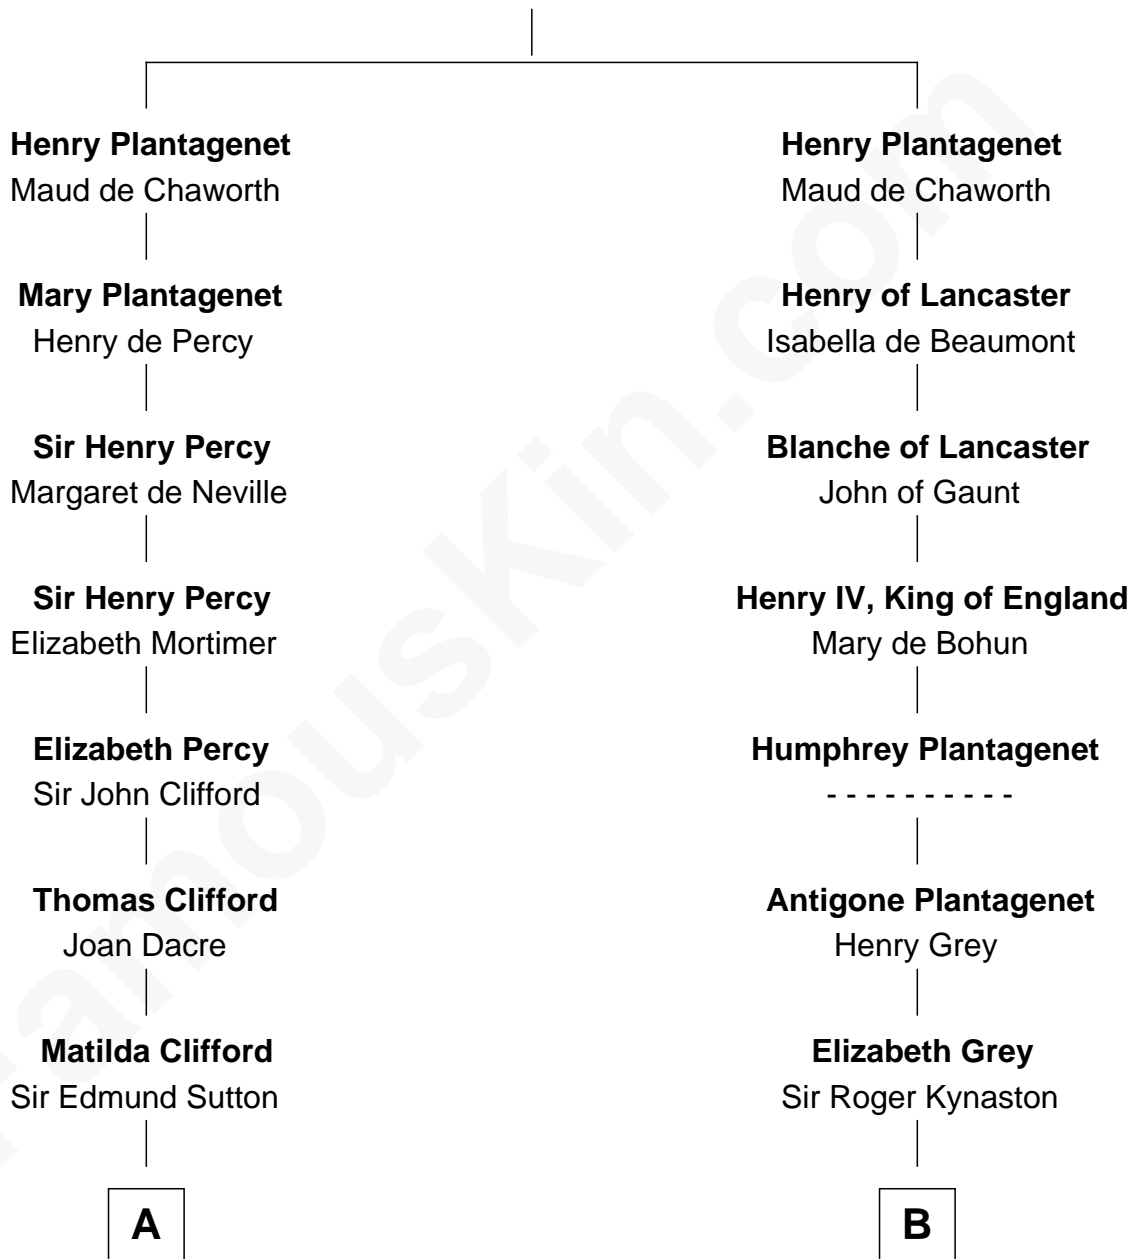 Henry Plantagenet
Maud de Chaworth
Mary Plantagenet
Henry de Percy
Sir Henry Percy
Margaret de Neville
Sir Henry Percy
Elizabeth Mortimer
Elizabeth Percy
Sir John Clifford
Thomas Clifford
Joan Dacre
Matilda Clifford
Sir Edmund Sutton
A
Henry Plantagenet
Maud de Chaworth
Henry of Lancaster
Isabella de Beaumont
Blanche of Lancaster
John of Gaunt
Henry IV, King of England
Mary de Bohun
Humphrey Plantagenet
- - - - - - - - - -
Antigone Plantagenet
Henry Grey
Elizabeth Grey
Sir Roger Kynaston
B
FamousKin.com